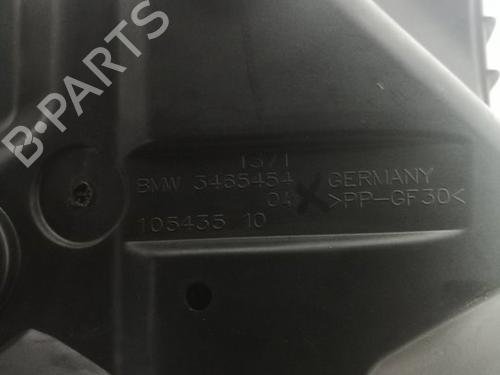 B-PARTS
1371
BMW 3465454 GERMANY
04 >PP-GF30<
105435 10